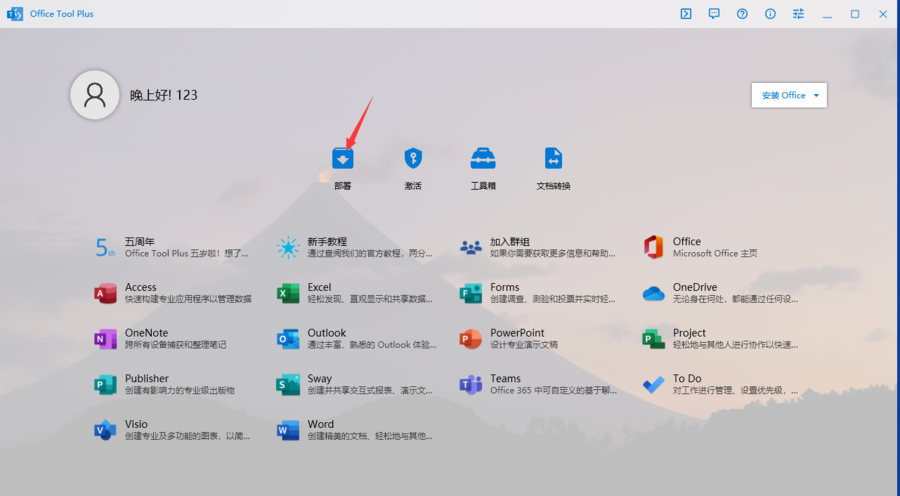 Office Tool Plus
晚上好! 123
安装 Office
部署
激活
工具箱
文档转换
5th
五周年
Office Tool Plus 五岁啦！想了...
新手教程
通过查阅我们的官方教程，两分...
加入群组
如果你需要获取更多信息和帮助...
Office
Microsoft Office 主页
Access
快速构建专业应用程序以管理数据
Excel
轻松发现、直观显示和共享数据...
Forms
创建调查、测验和投票并实时轻...
OneDrive
无论身在何处，都能通过任何设...
OneNote
跨所有设备捕获和整理笔记
Outlook
通过丰富、熟悉的 Outlook 体验...
PowerPoint
设计专业演示文稿
Project
轻松地与其他人进行协作以快速...
Publisher
创建有影响力的专业级出版物
Sway
创建并共享交互式报表、演示文...
Teams
Office 365 中可自定义的基于聊...
To Do
对工作进行管理、设置优先级，...
Visio
创建专业及多功能的图表，以简...
Word
创建精美的文档、轻松地与其他...